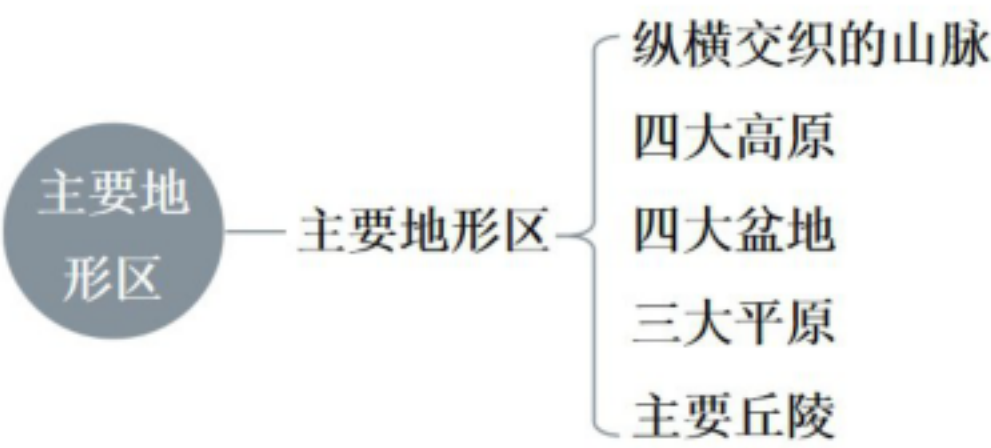 主要地
形区
主要地形区
纵横交织的山脉
四大高原
四大盆地
三大平原
主要丘陵